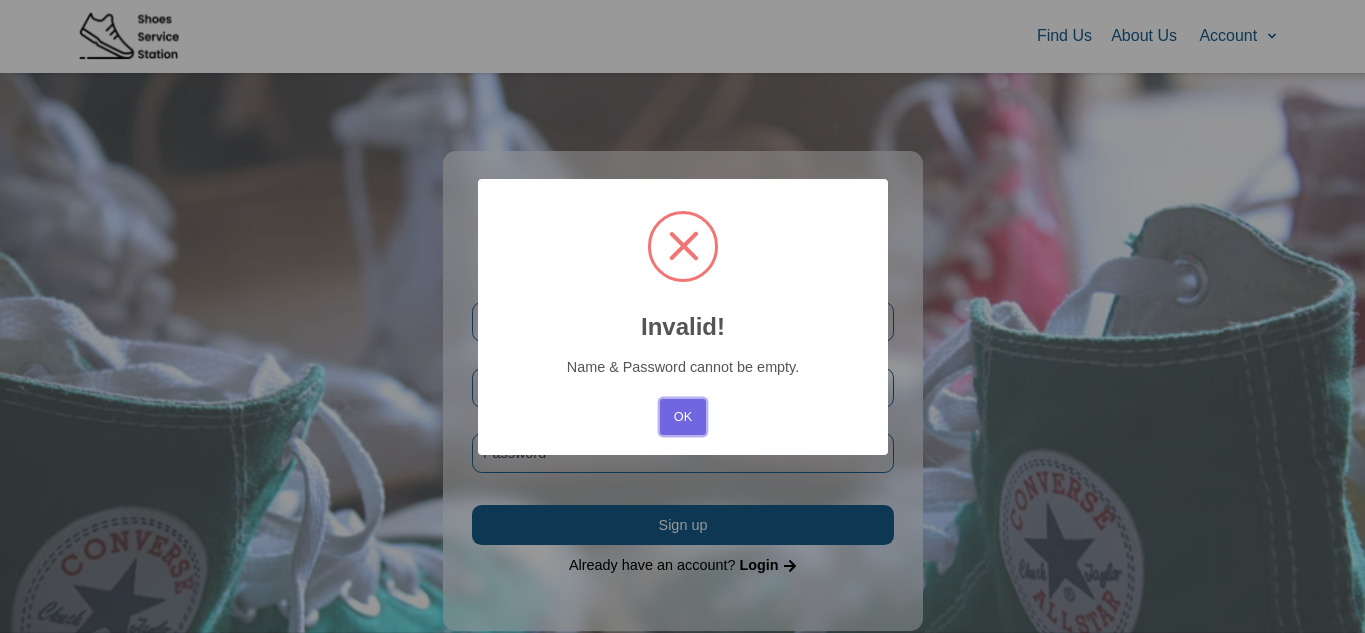 Shoes
Service
Station
Find Us
About Us
Account
Invalid!
Name & Password cannot be empty.
OK
Password
Sign up
Already have an account? Login
CONVERSE
Chuck Taylor
CONVERSE
Chuck Taylor
®
ALL STAR